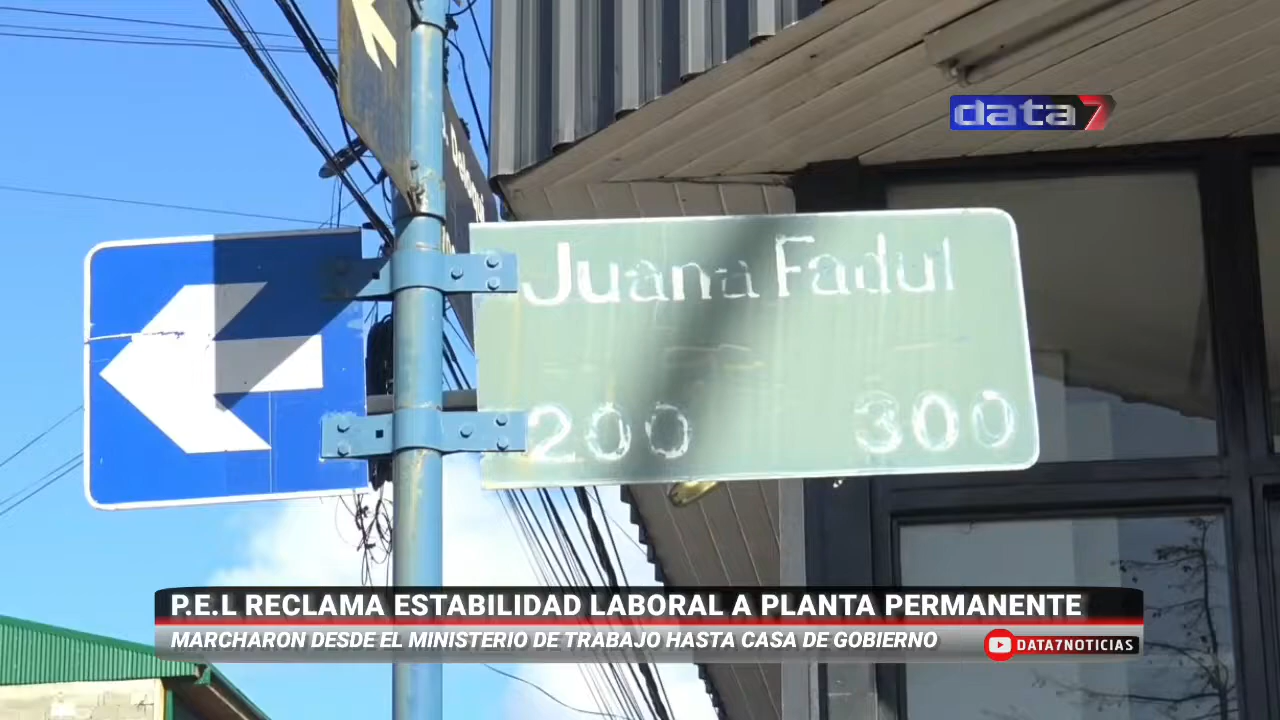 data7
Juana Fadul
200 300
P.E.L RECLAMA ESTABILIDAD LABORAL A PLANTA PERMANENTE
MARCHARON DESDE EL MINISTERIO DE TRABAJO HASTA CASA DE GOBIERNO
DATA7NOTICIAS